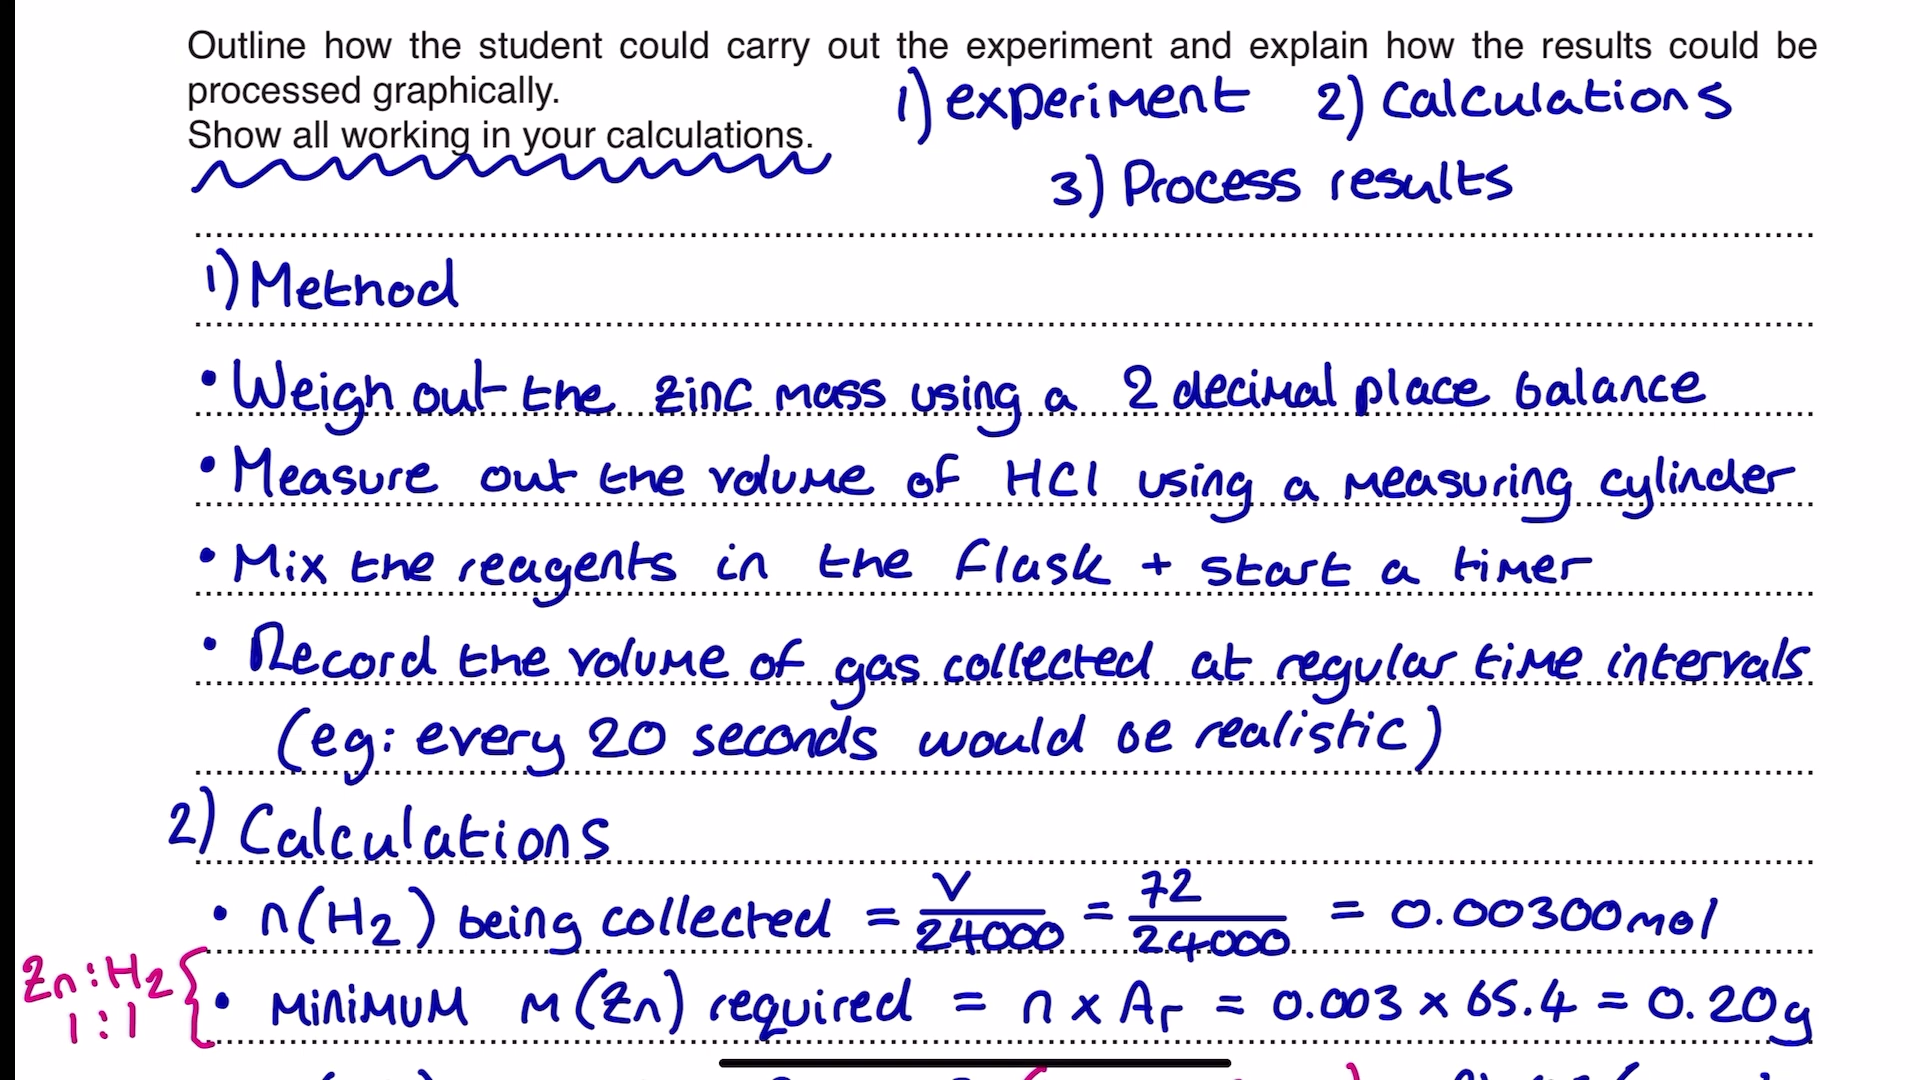 Outline how the student could carry out the experiment and explain how the results could be
processed graphically.
1) experiment 2) Calculations
Show all working in your calculations.
3) Process results
1) Method
• Weigh out the zinc mass using a 2 decimal place balance
• Measure out the volume of HCl using a measuring cylinder
• Mix the reagents in the flask + start a timer
• Record the volume of gas collected at regular time intervals
(eg: every 20 seconds would be realistic)
2) Calculations
• n(H2) being collected = V/24000 = 72/24000 = 0.00300mol
Zn:H2
1:1
• Minimum m(Zn) required = n x Ar = 0.003 x 65.4 = 0.20g